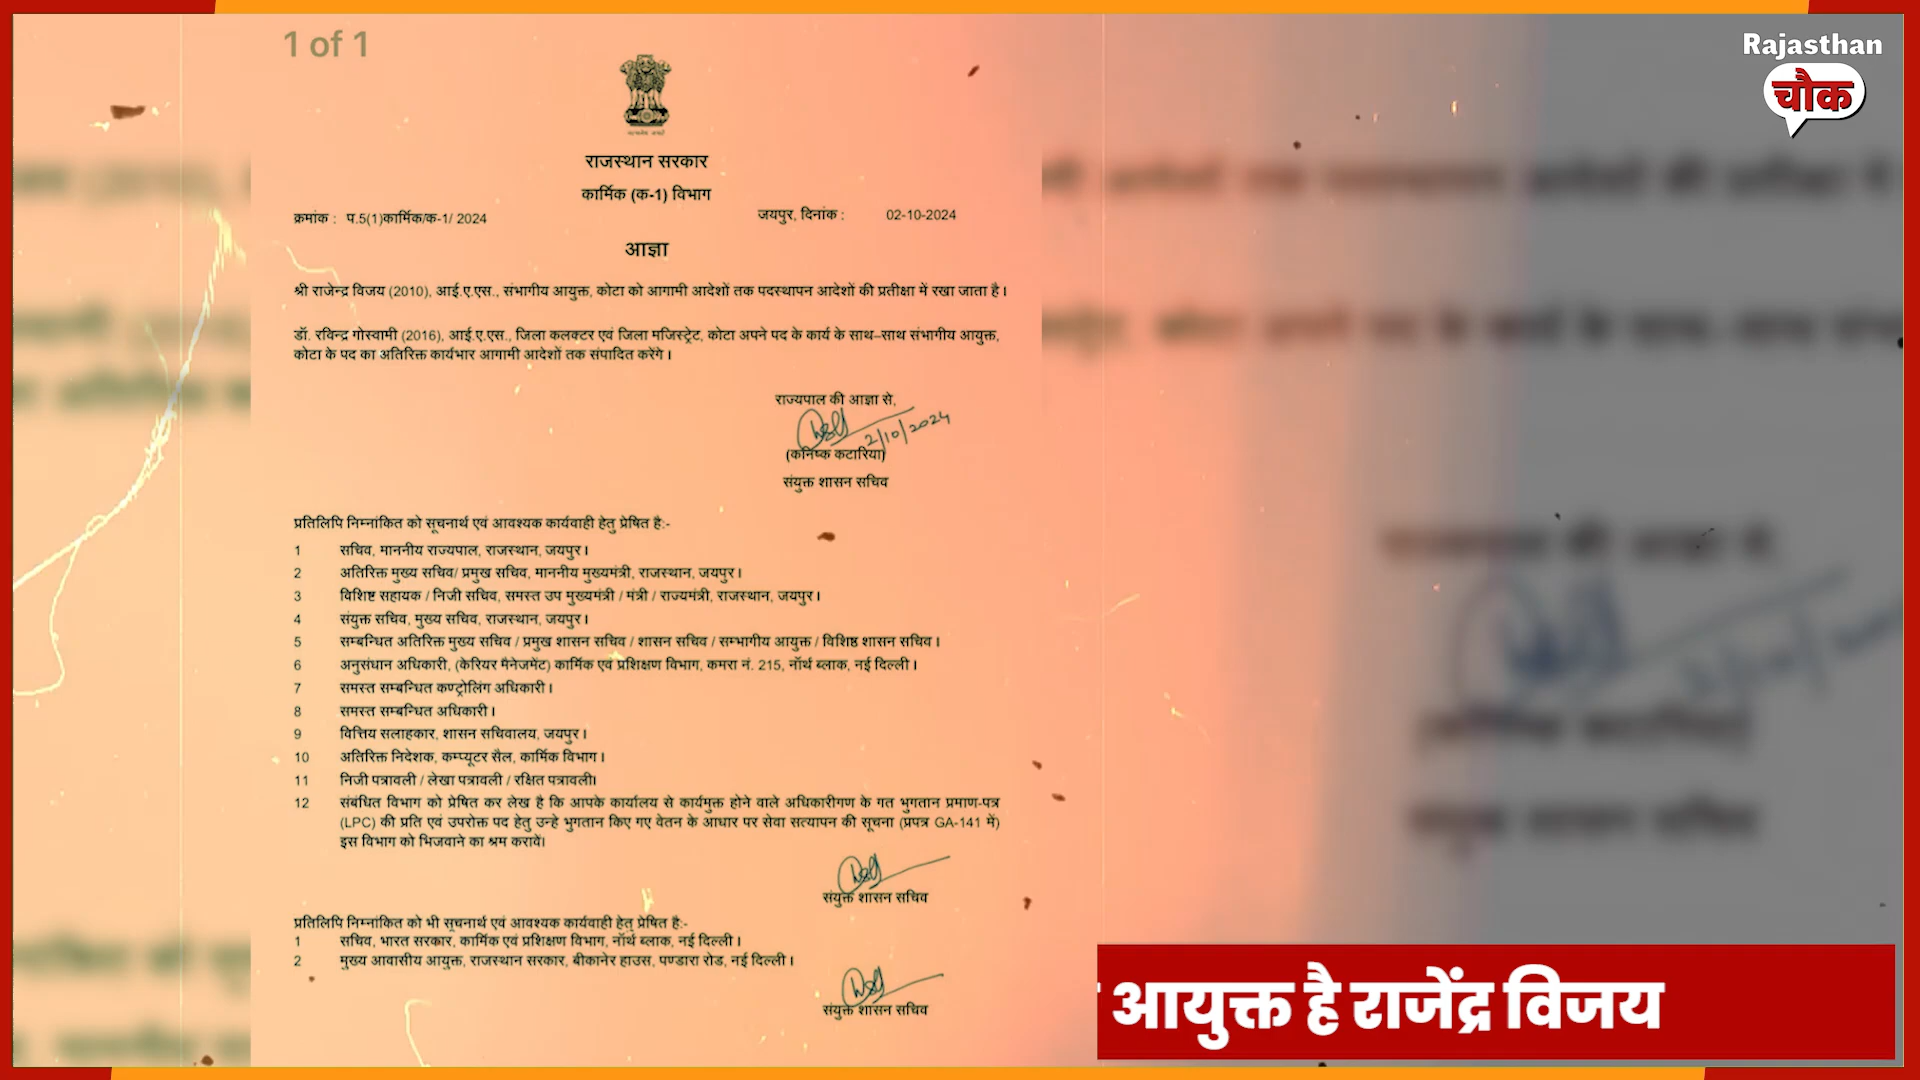 1 of 1
Rajasthan
चौक
राजस्थान सरकार
कार्मिक (क-1) विभाग
क्रमांक : प.5(1)कार्मिक/क-1/ 2024 जयपुर, दिनांक : 02-10-2024
आज्ञा
श्री राजेन्द्र विजय (2010), आई.ए.एस., संभागीय आयुक्त, कोटा को आगामी आदेशों तक पदस्थापन आदेशों की प्रतीक्षा में रखा जाता है।
डॉ. रविन्द्र गोस्वामी (2016), आई.ए.एस., जिला कलक्टर एवं जिला मजिस्ट्रेट, कोटा अपने पद के कार्य के साथ–साथ संभागीय आयुक्त,
कोटा के पद का अतिरिक्त कार्यभार आगामी आदेशों तक संपादित करेंगे।
राज्यपाल की आज्ञा से,
2/10/2024
(कनिष्क कटारिया)
संयुक्त शासन सचिव
प्रतिलिपि निम्नांकित को सूचनार्थ एवं आवश्यक कार्यवाही हेतु प्रेषित है:-
1 सचिव, माननीय राज्यपाल, राजस्थान, जयपुर।
2 अतिरिक्त मुख्य सचिव/ प्रमुख सचिव, माननीय मुख्यमंत्री, राजस्थान, जयपुर।
3 विशिष्ट सहायक / निजी सचिव, समस्त उप मुख्यमंत्री / मंत्री / राज्यमंत्री, राजस्थान, जयपुर।
4 संयुक्त सचिव, मुख्य सचिव, राजस्थान, जयपुर।
5 सम्बन्धित अतिरिक्त मुख्य सचिव / प्रमुख शासन सचिव / शासन सचिव / सम्भागीय आयुक्त / विशिष्ठ शासन सचिव।
6 अनुसंधान अधिकारी, (केरियर मैनेजमेंट) कार्मिक एवं प्रशिक्षण विभाग, कमरा नं. 215, नॉर्थ ब्लाक, नई दिल्ली।
7 समस्त सम्बन्धित कण्ट्रोलिंग अधिकारी।
8 समस्त सम्बन्धित अधिकारी।
9 वित्तिय सलाहकार, शासन सचिवालय, जयपुर।
10 अतिरिक्त निदेशक, कम्प्यूटर सैल, कार्मिक विभाग।
11 निजी पत्रावली / लेखा पत्रावली / रक्षित पत्रावली।
12 संबंधित विभाग को प्रेषित कर लेख है कि आपके कार्यालय से कार्यमुक्त होने वाले अधिकारीगण के गत भुगतान प्रमाण-पत्र
(LPC) की प्रति एवं उपरोक्त पद हेतु उन्हे भुगतान किए गए वेतन के आधार पर सेवा सत्यापन की सूचना (प्रपत्र GA-141 में)
इस विभाग को भिजवाने का श्रम करावें।
संयुक्त शासन सचिव
प्रतिलिपि निम्नांकित को भी सूचनार्थ एवं आवश्यक कार्यवाही हेतु प्रेषित है:-
1 सचिव, भारत सरकार, कार्मिक एवं प्रशिक्षण विभाग, नॉर्थ ब्लाक, नई दिल्ली।
2 मुख्य आवासीय आयुक्त, राजस्थान सरकार, बीकानेर हाउस, पण्डारा रोड, नई दिल्ली।
संयुक्त शासन सचिव
आयुक्त है राजेंद्र विजय